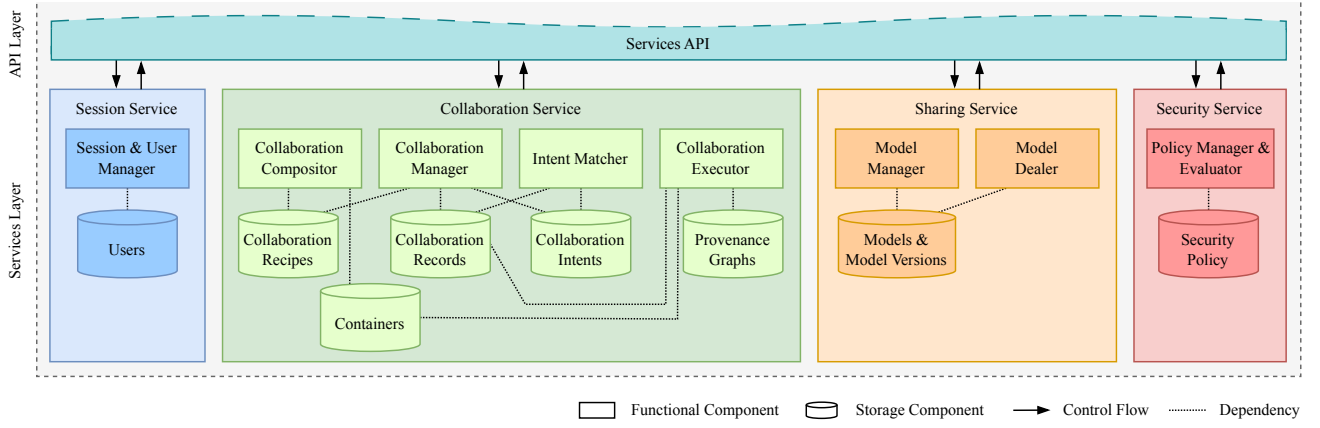 API Layer
Services API
Services Layer
Session Service
Session & User
Manager
Users
Collaboration Service
Collaboration
Compositor
Collaboration
Manager
Intent Matcher
Collaboration
Executor
Collaboration
Recipes
Collaboration
Records
Collaboration
Intents
Provenance
Graphs
Containers
Sharing Service
Model
Manager
Model
Dealer
Models &
Model Versions
Security Service
Policy Manager &
Evaluator
Security
Policy
Functional Component
Storage Component
Control Flow
Dependency